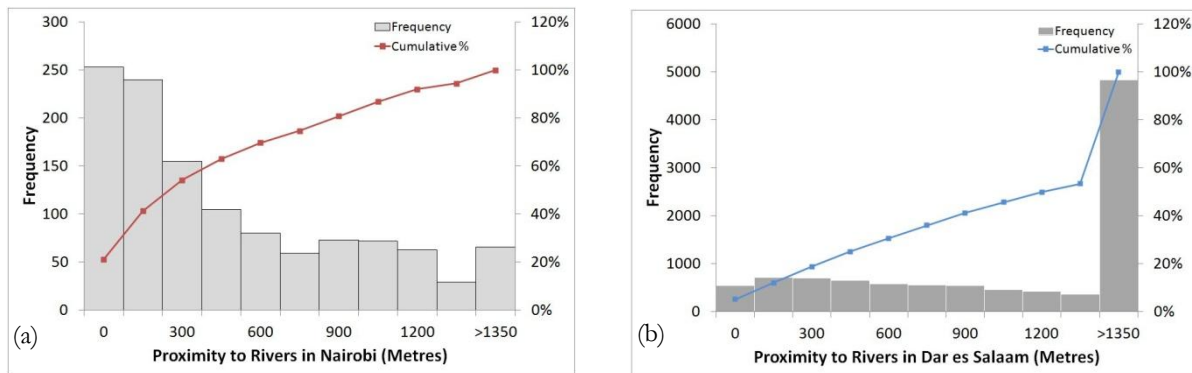 300
250
200
150
100
50
0
Frequency
120%
100%
80%
60%
40%
20%
0%
Frequency
Cumulative %
0 300 600 900 1200 >1350
Proximity to Rivers in Nairobi (Metres)
(a)
6000
5000
4000
3000
2000
1000
0
Frequency
120%
100%
80%
60%
40%
20%
0%
Frequency
Cumulative %
0 300 600 900 1200 >1350
Proximity to Rivers in Dar es Salaam (Metres)
(b)